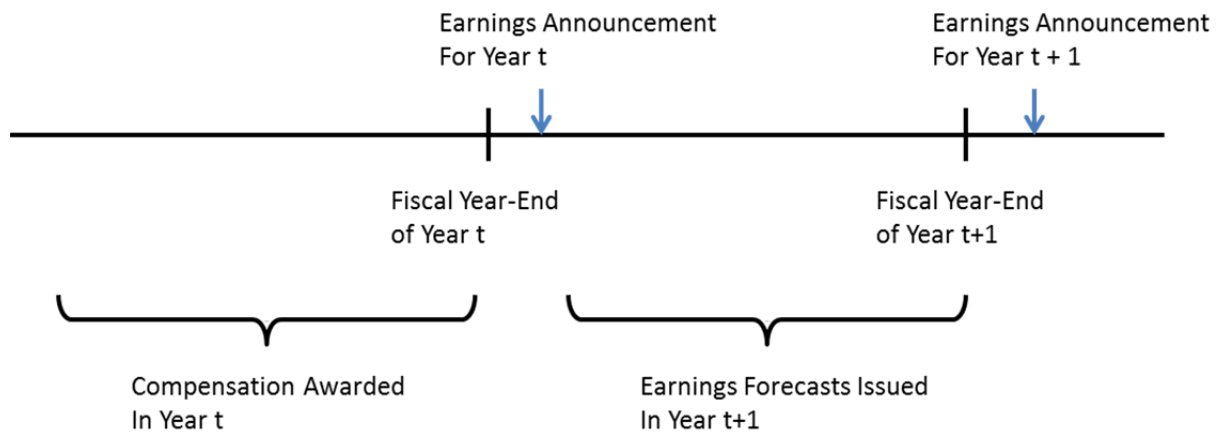 Earnings Announcement
For Year t
Earnings Announcement
For Year t + 1
Fiscal Year-End
of Year t
Fiscal Year-End
of Year t+1
Compensation Awarded
In Year t
Earnings Forecasts Issued
In Year t+1